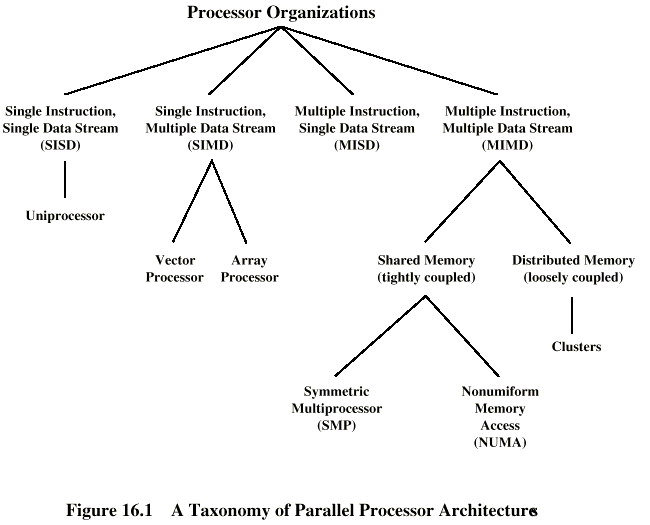 Processor Organizations
Single Instruction,
Single Data Stream
(SISD)
Single Instruction,
Multiple Data Stream
(SIMD)
Multiple Instruction,
Single Data Stream
(MISD)
Multiple Instruction,
Multiple Data Stream
(MIMD)
Uniprocessor
Vector
Processor
Array
Processor
Shared Memory
(tightly coupled)
Distributed Memory
(loosely coupled)
Clusters
Symmetric
Multiprocessor
(SMP)
Nonumiform
Memory
Access
(NUMA)
Figure 16.1 A Taxonomy of Parallel Processor Architectures